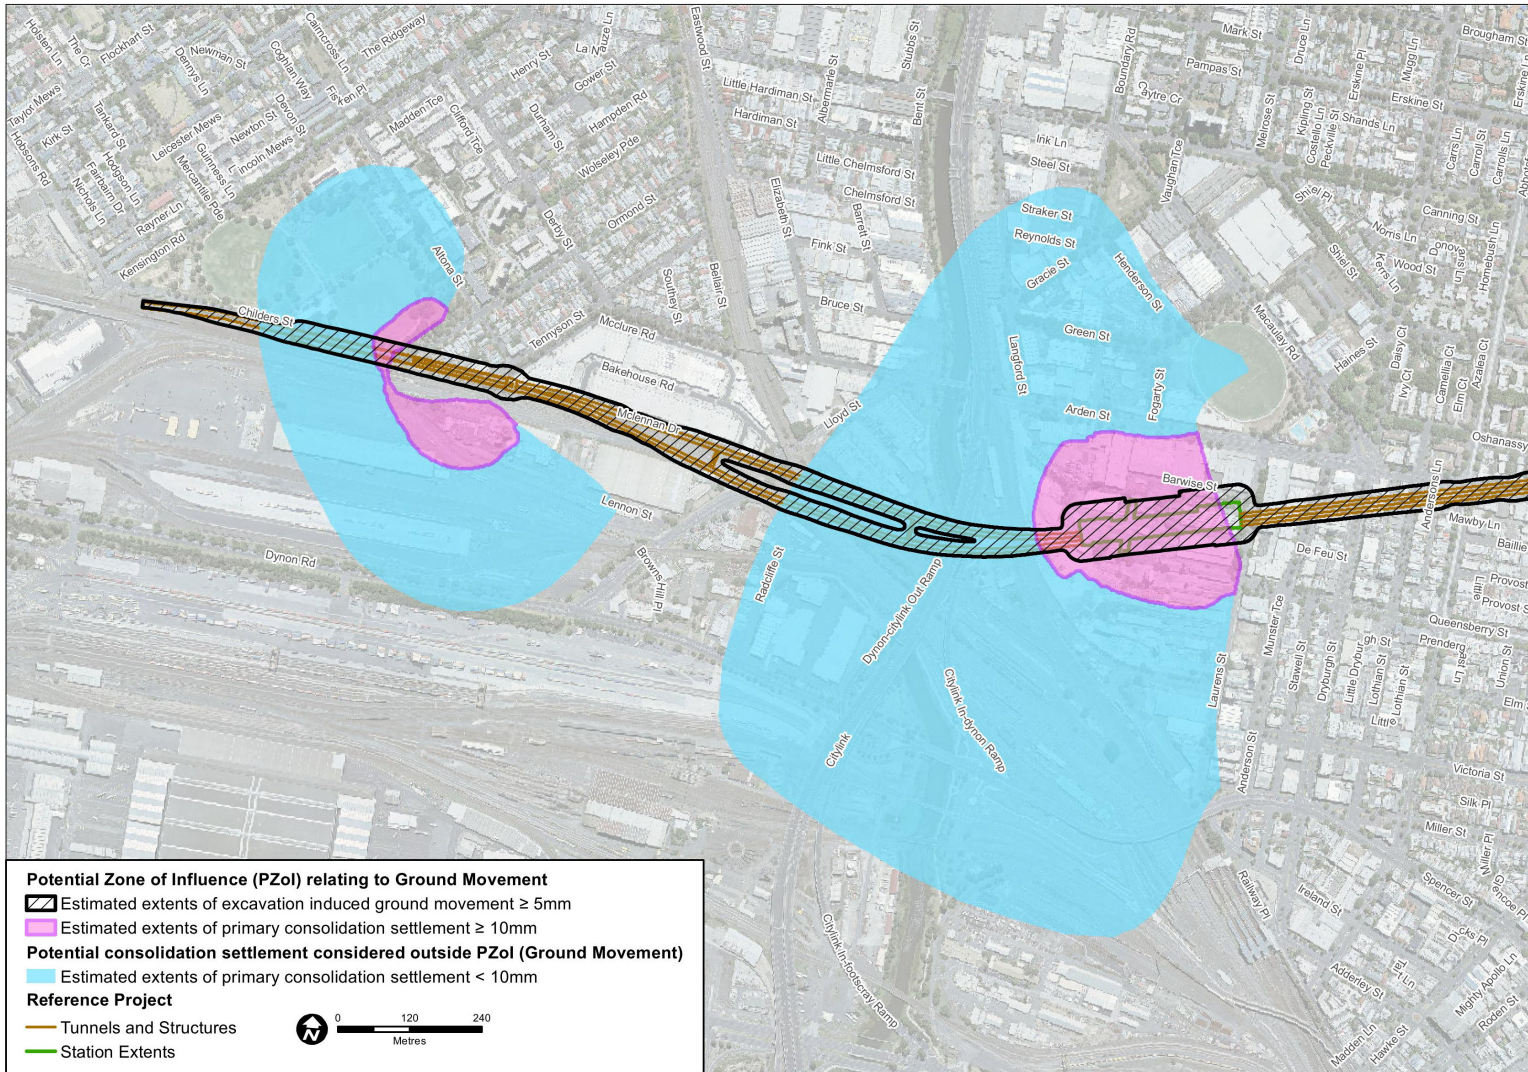 Holsten Ln
The Cr
Flockhart St
Dennys Ln
Newman St
Coghlan Way
Cairncross Ln
The Ridgeway
Henry St
Gower St
Hampden Rd
Eastwood St
Stubbs St
Albermarle St
Bent St
Boundary Rd
Mark St
Druce Ln
Pampas St
Erskine Pl
Mugg Ln
Brougham St
Erskine St
Taylor Mews
Kirk St
Tankard St
Hobsons Rd
Hodgson Ln
Fairbairn Dr
Nichols Ln
Leicester Mews
Guinness Ln
Newton St
Devon St
Lincoln Mews
Mercantile Pde
Rayner Ln
Kensington Rd
Madden Tce
Clifford Tce
Durham St
Wolseley Pde
Ormond St
Derby St
Little Hardiman St
Hardiman St
Little Chelmsford St
Chelmsford St
Elizabeth St
Barrett St
Fink St
Bruce St
Bellair St
Southey St
Ink Ln
Steel St
Vaughan Tce
Melrose St
Kipling St
Costello Ln
Peckville St
Shands Ln
Carrs Ln
Carroll St
Carrolls Ln
Shiel Pl
Canning St
Norris Ln
Wood St
Kerrs Ln
Shiel St
Homebush Ln
Straker St
Reynolds St
Gracie St
Henderson St
Green St
Langford St
Fogarty St
Arden St
Macaulay Rd
Haines St
Daisy Ct
Ivy Ct
Camellia Ct
Elm Ct
Azalea Ct
Altona St
Childers St
Tennyson St
Mcclure Rd
Bakehouse Rd
Mclennan Dr
Lloyd St
Barwise St
Andersons Ln
Mawby Ln
Lennon St
Dynon Rd
Browns Hill Pl
Radcliffe St
Dynon-citylink Out Ramp
Citylink In-dynon Ramp
Citylink
Citylink In-footscray Ramp
De Feu St
Munster Tce
Laurens St
Stawell St
Dryburgh St
Lothian St
Queensberry St
Union St
Anderson St
Victoria St
Silk Pl
Miller St
Miller Pl
Spencer St
Railway Pl
Ireland St
Adderley St
Mighty Apollo Ln
Roden St
Hawke St
Madden Ln
Potential Zone of Influence (PZoI) relating to Ground Movement
Estimated extents of excavation induced ground movement ≥ 5mm
Estimated extents of primary consolidation settlement ≥ 10mm
Potential consolidation settlement considered outside PZoI (Ground Movement)
Estimated extents of primary consolidation settlement < 10mm
Reference Project
Tunnels and Structures
Station Extents
N
0 120 240
Metres